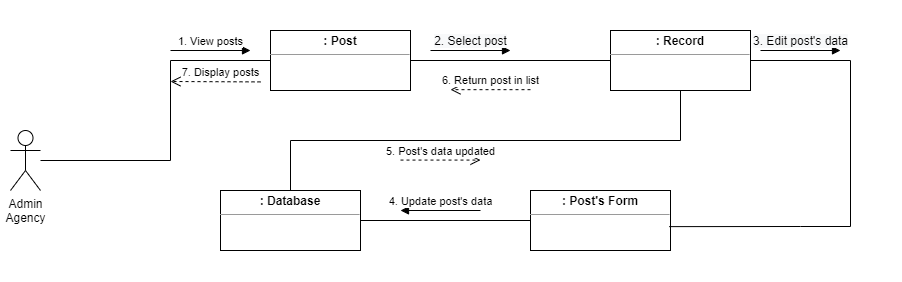 1. View posts
: Post
2. Select post
: Record
3. Edit post's data
7. Display posts
6. Return post in list
5. Post's data updated
Admin
Agency
: Database
4. Update post's data
: Post's Form